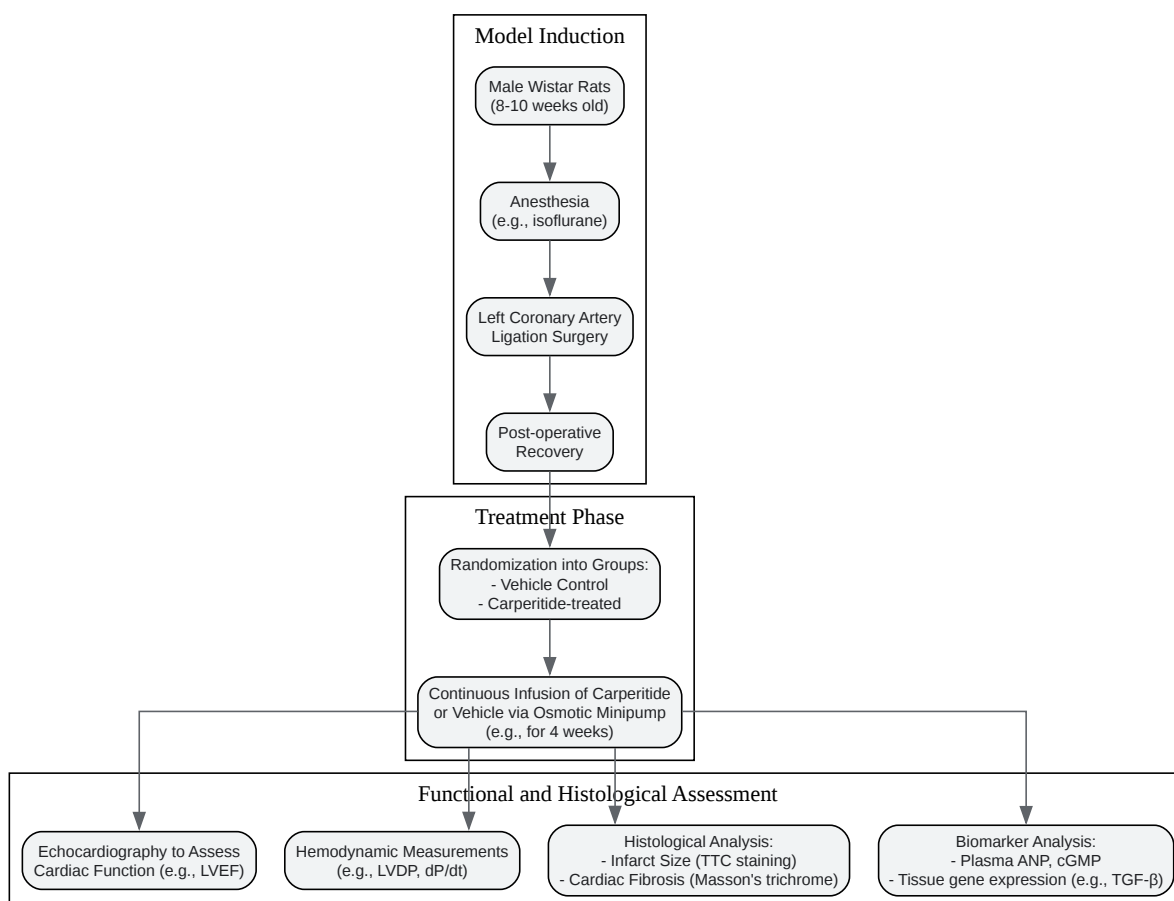 Model Induction
Male Wistar Rats
(8-10 weeks old)
Anesthesia
(e.g., isoflurane)
Left Coronary Artery
Ligation Surgery
Post-operative
Recovery
Treatment Phase
Randomization into Groups:
- Vehicle Control
- Carperitide-treated
Continuous Infusion of Carperitide
or Vehicle via Osmotic Minipump
(e.g., for 4 weeks)
Functional and Histological Assessment
Echocardiography to Assess
Cardiac Function (e.g., LVEF)
Hemodynamic Measurements
(e.g., LVDP, dP/dt)
Histological Analysis:
- Infarct Size (TTC staining)
- Cardiac Fibrosis (Masson's trichrome)
Biomarker Analysis:
- Plasma ANP, cGMP
- Tissue gene expression (e.g., TGF-β)